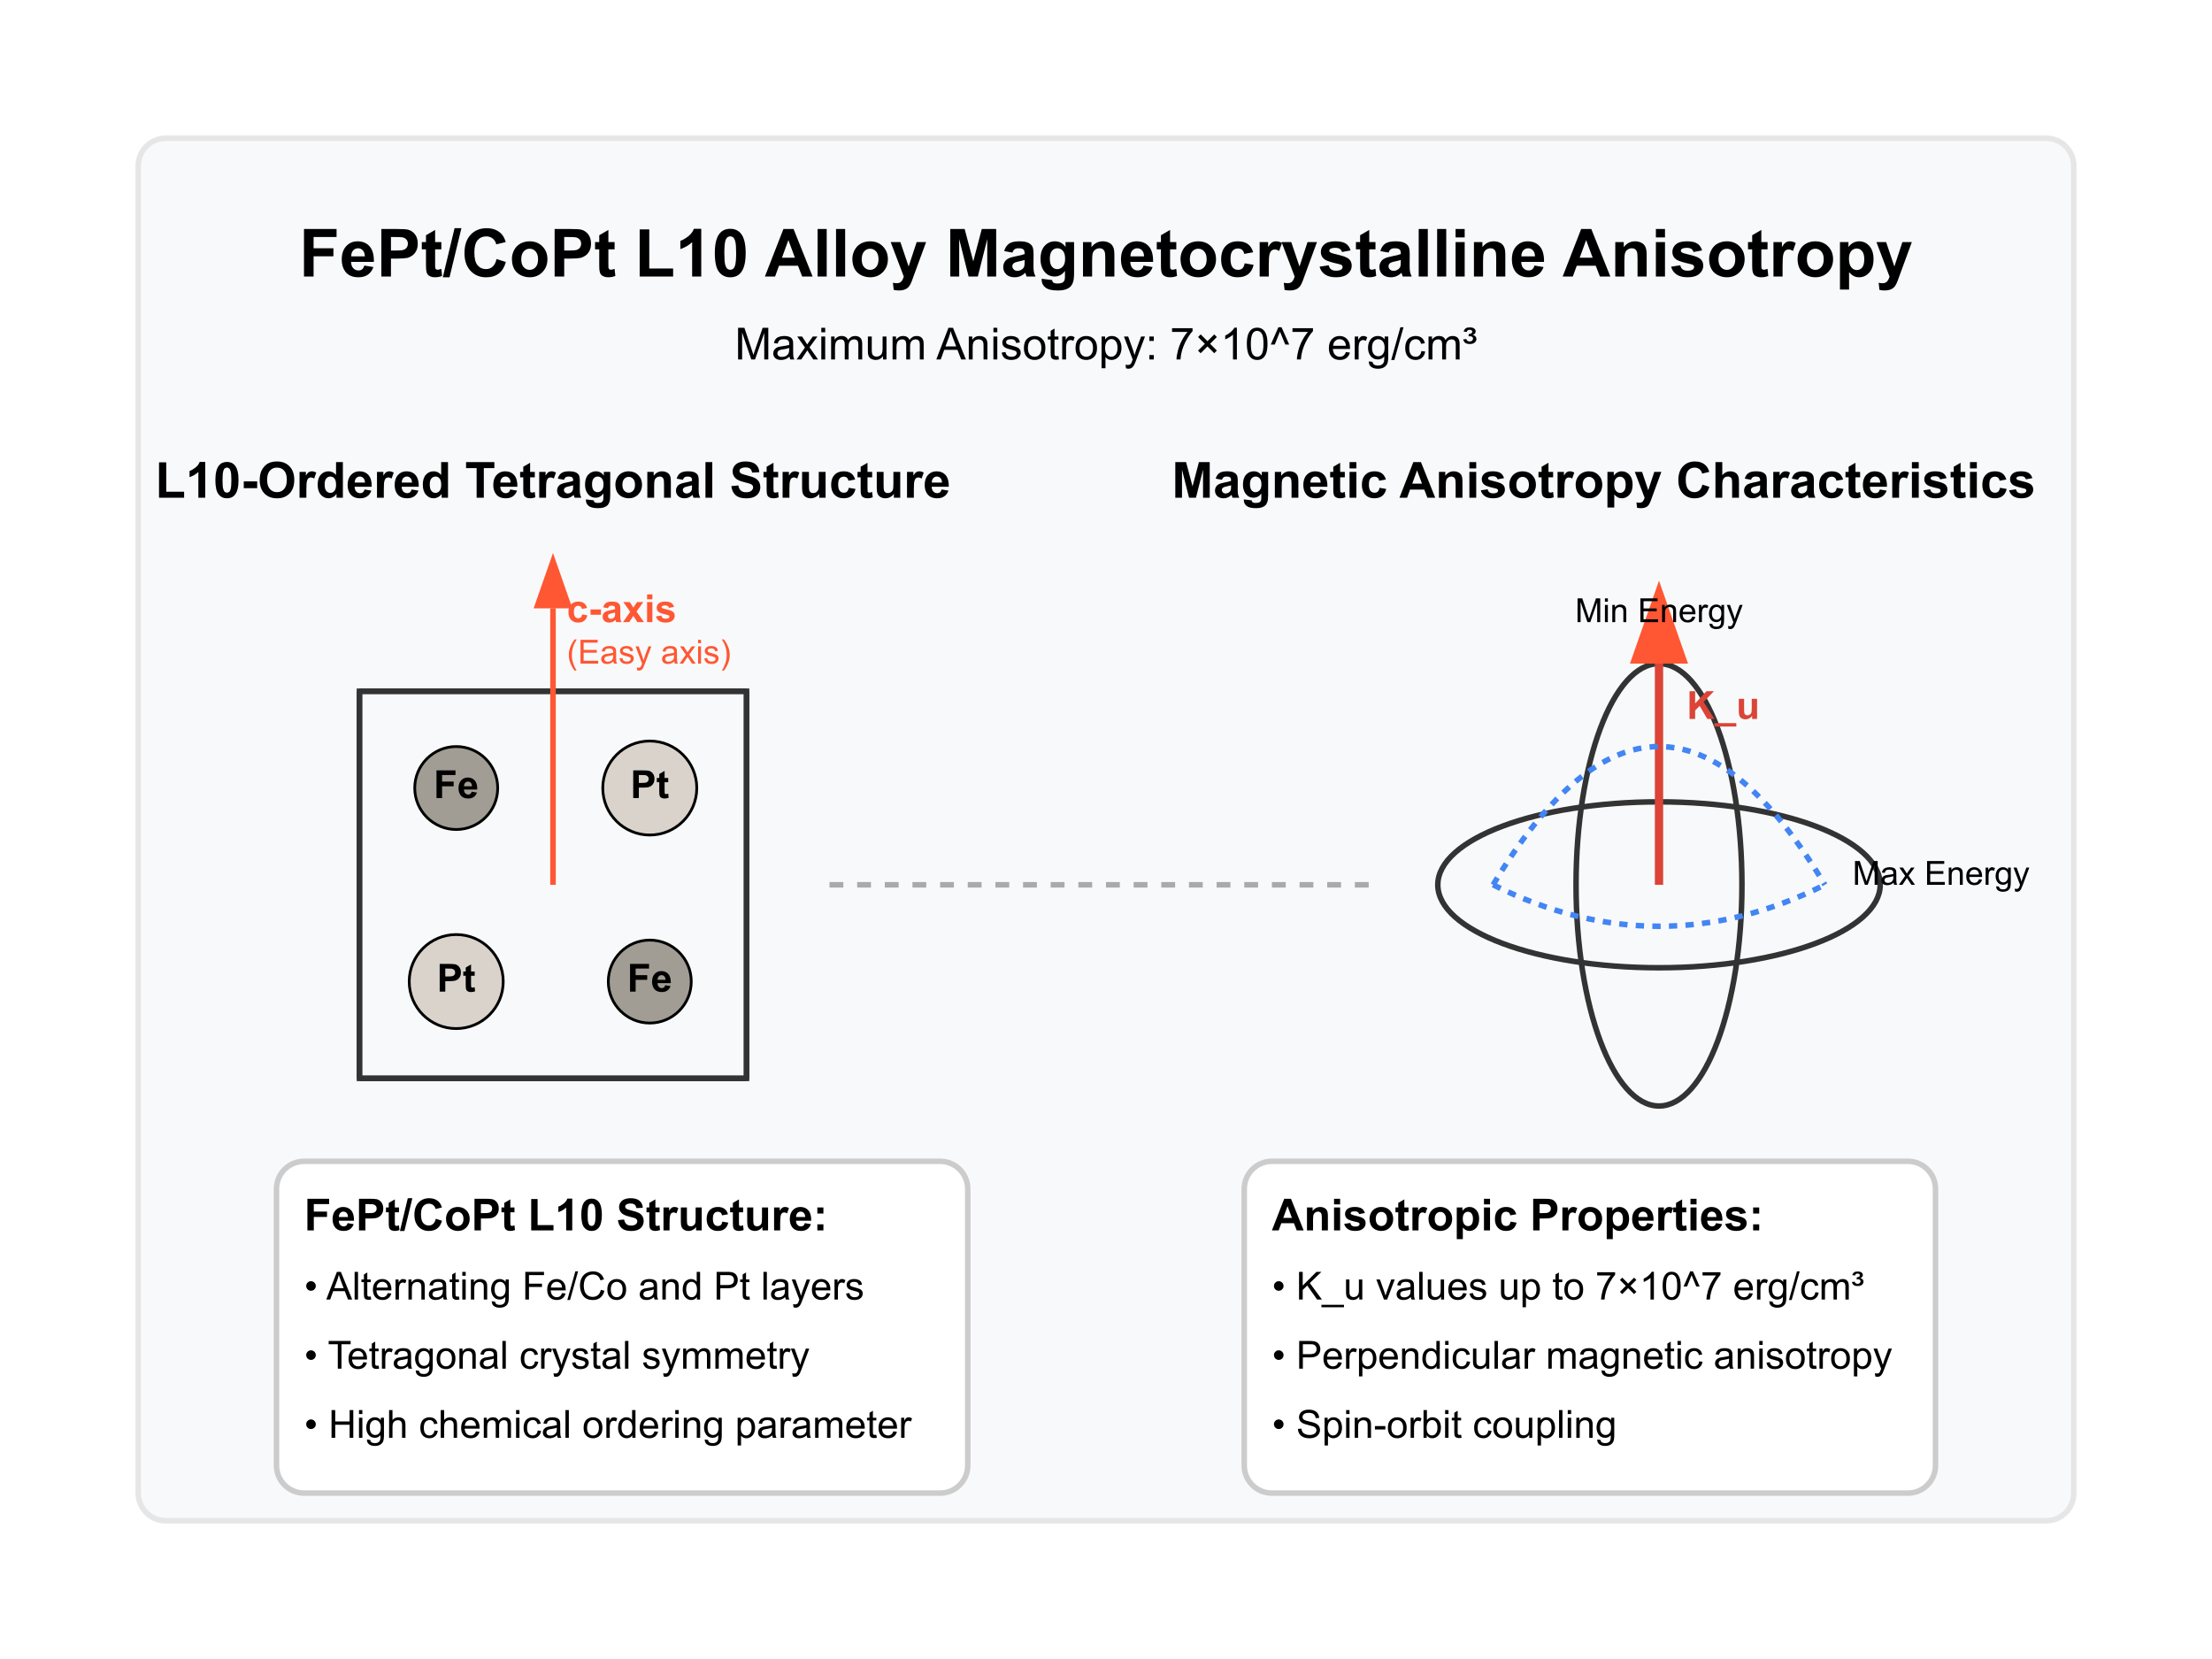 FePt/CoPt L10 Alloy Magnetocrystalline Anisotropy
Maximum Anisotropy: 7×10^7 erg/cm³
L10-Ordered Tetragonal Structure
c-axis
(Easy axis)
Fe
Pt
Pt
Fe
Magnetic Anisotropy Characteristics
Min Energy
K_u
Max Energy
FePt/CoPt L10 Structure:
• Alternating Fe/Co and Pt layers
• Tetragonal crystal symmetry
• High chemical ordering parameter
Anisotropic Properties:
• K_u values up to 7×10^7 erg/cm³
• Perpendicular magnetic anisotropy
• Spin-orbit coupling